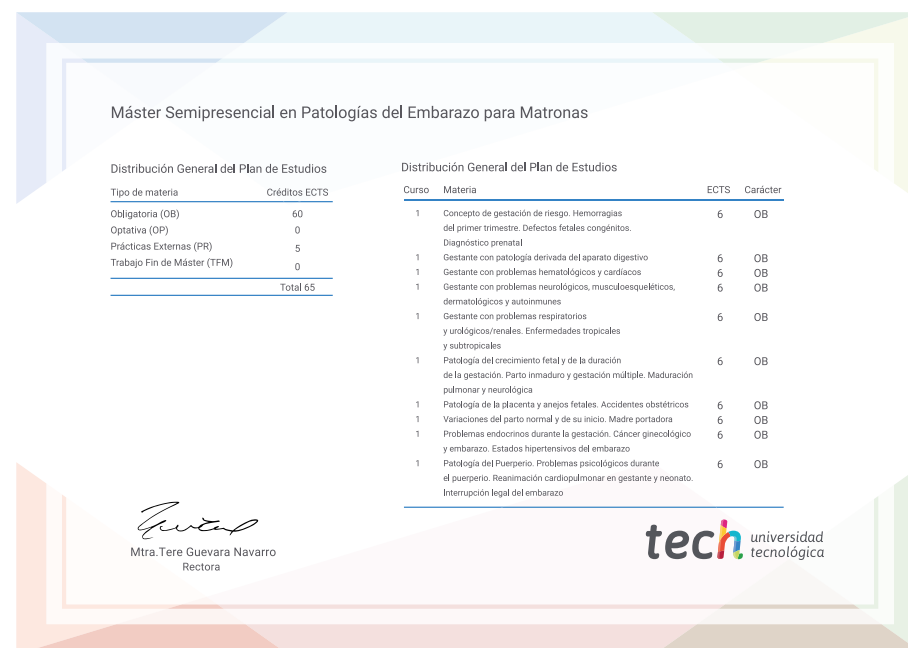 Máster Semipresencial en Patologías del Embarazo para Matronas
Distribución General del Plan de Estudios
Tipo de materia Créditos ECTS
Obligatoria (OB) 60
Optativa (OP) 0
Prácticas Externas (PR) 5
Trabajo Fin de Máster (TFM) 0
Total 65
Distribución General del Plan de Estudios
Curso Materia ECTS Carácter
1 Concepto de gestación de riesgo. Hemorragias 6 OB
del primer trimestre. Defectos fetales congénitos.
Diagnóstico prenatal
1 Gestante con patología derivada del aparato digestivo 6 OB
1 Gestante con problemas hematológicos y cardíacos 6 OB
1 Gestante con problemas neurológicos, musculoesqueléticos, 6 OB
dermatológicos y autoinmunes
1 Gestante con problemas respiratorios 6 OB
y urológicos/renales. Enfermedades tropicales
y subtropicales
1 Patología del crecimiento fetal y de la duración 6 OB
de la gestación. Parto inmaduro y gestación múltiple. Maduración
pulmonar y neurológica
1 Patología de la placenta y anejos fetales. Accidentes obstétricos 6 OB
1 Variaciones del parto normal y de su inicio. Madre portadora 6 OB
1 Problemas endocrinos durante la gestación. Cáncer ginecológico 6 OB
y embarazo. Estados hipertensivos del embarazo
1 Patología del Puerperio. Problemas psicológicos durante 6 OB
el puerperio. Reanimación cardiopulmonar en gestante y neonato.
Interrupción legal del embarazo
Mtra.Tere Guevara Navarro
Rectora
tech universidad
tecnológica